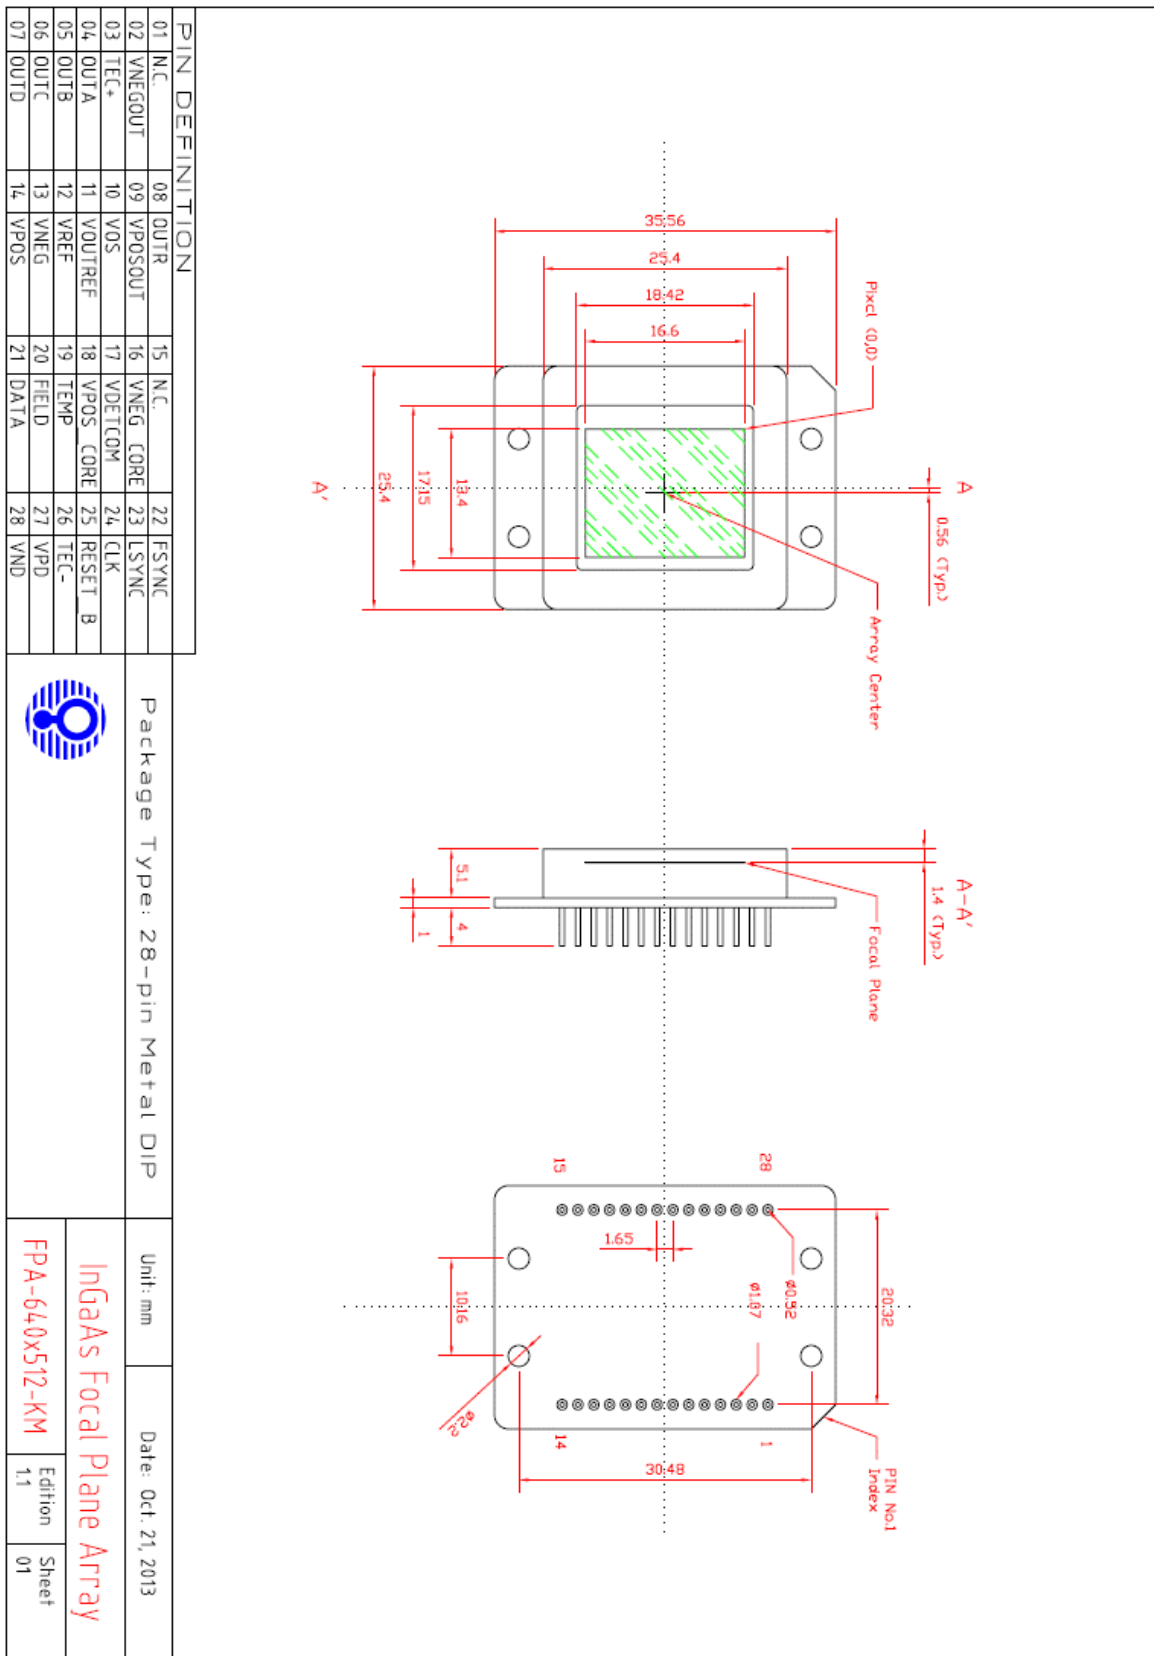 35.56
25.4
18.42
16.6
Pixcl (0,0)
A
0.56 (Typ.)
Array Center
13.4
17.15
25.4
A'
A-A'
1.4 (Typ.)
Focal Plane
5.1
4
1
28
15
1.65
ø0.52
ø1.37
20.32
10.16
ø2.2
14
1
30.48
PIN No.1
Index
PIN DEFINITION
01 N.C. 08 OUTR 15 N.C. 22 FSYNC
02 VNEGOUT 09 VPOSOUT 16 VNEG_CORE 23 LSYNC
03 TEC+ 10 VOS 17 VDETCOM 24 CLK
04 OUTA 11 VOUTREF 18 VPOS_CORE 25 RESET_B
05 OUTB 12 VREF 19 TEMP 26 TEC-
06 OUTC 13 VNEG 20 FIELD 27 VPD
07 OUTD 14 VPOS 21 DATA 28 VND
Package Type: 28-pin Metal DIP
Unit: mm
Date: Oct. 21, 2013
InGaAs Focal Plane Array
FPA-640x512-KM
Edition
1.1
Sheet
01